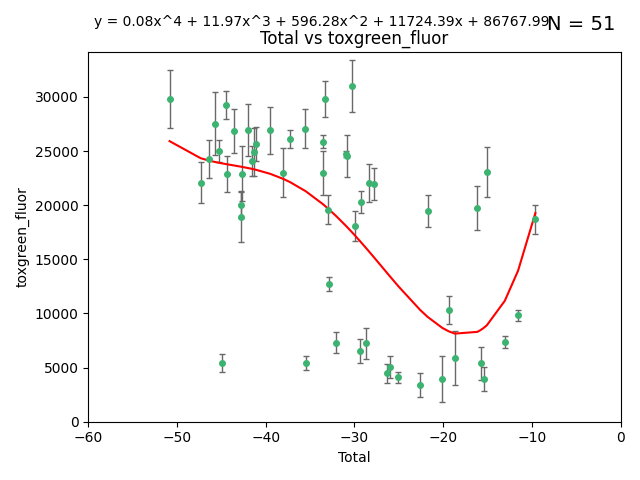 y = 0.08x^4 + 11.97x^3 + 596.28x^2 + 11724.39x + 86767.99
N = 51
Total vs toxgreen_fluor
30000
25000
20000
15000
10000
5000
0
toxgreen_fluor
−60 −50 −40 −30 −20 −10 0
Total